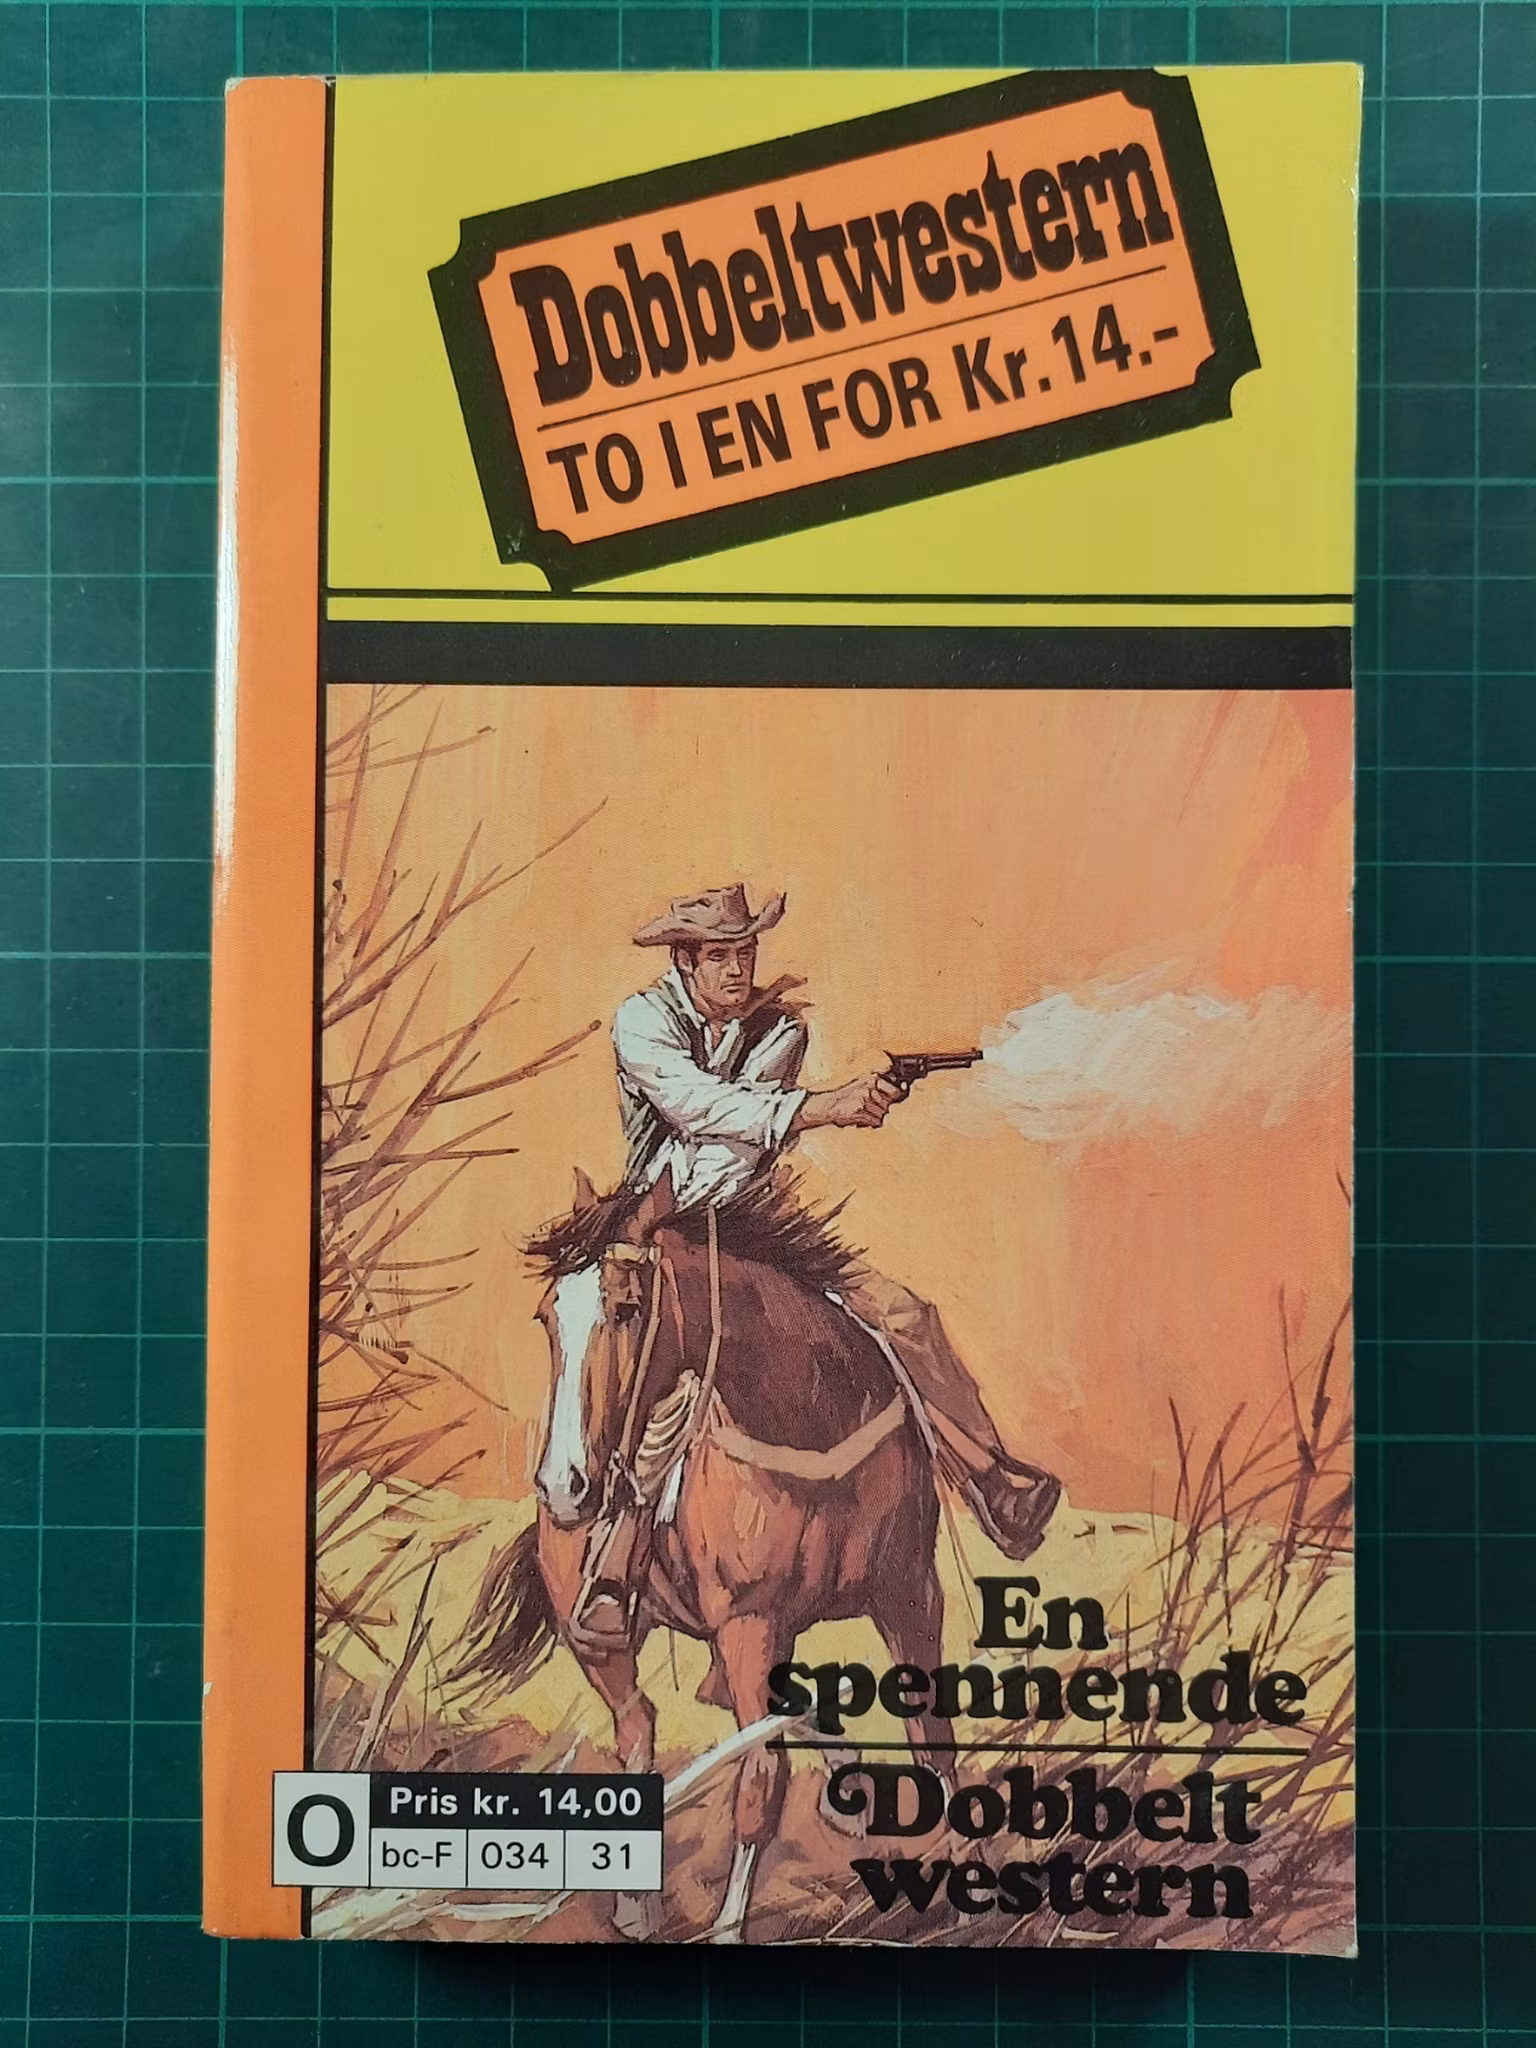 Dobbeltwestern
TO I EN FOR Kr.14.-
En
spennende
Dobbelt
western
O
Pris kr. 14,00
bc-F 034 31